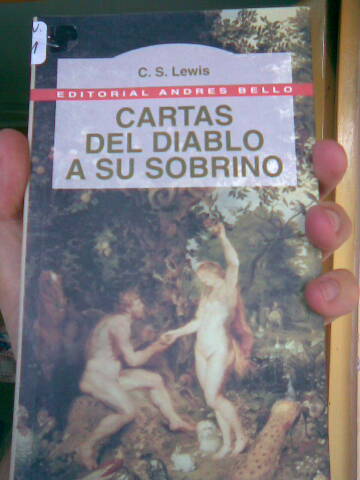 C. S. Lewis
EDITORIAL ANDRES BELLO
CARTAS
DEL DIABLO
A SU SOBRINO